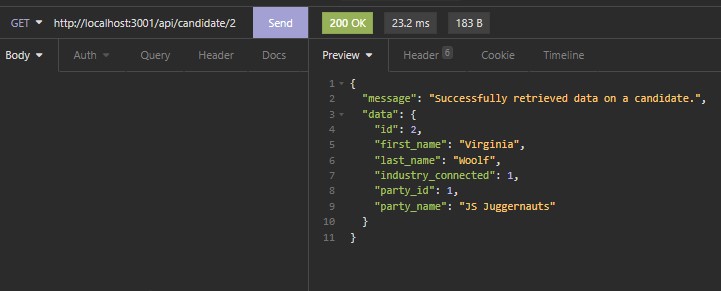 GET http://localhost:3001/api/candidate/2 Send 200 OK 23.2 ms 183 B
Body Auth Query Header Docs Preview Header 6 Cookie Timeline
1 {
2 "message": "Successfully retrieved data on a candidate.",
3 "data": {
4 "id": 2,
5 "first_name": "Virginia",
6 "last_name": "Woolf",
7 "industry_connected": 1,
8 "party_id": 1,
9 "party_name": "JS Juggernauts"
10 }
11 }